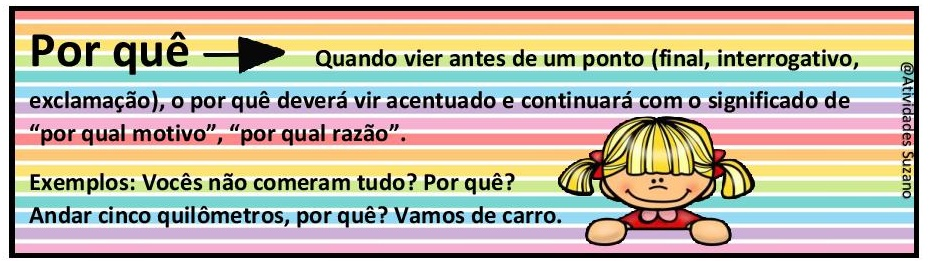 Por quê Quando vier antes de um ponto (final, interrogativo,
exclamação), o por quê deverá vir acentuado e continuará com o significado de
“por qual motivo”, “por qual razão”.
Exemplos: Vocês não comeram tudo? Por quê?
Andar cinco quilômetros, por quê? Vamos de carro.
@Atividades Suzano